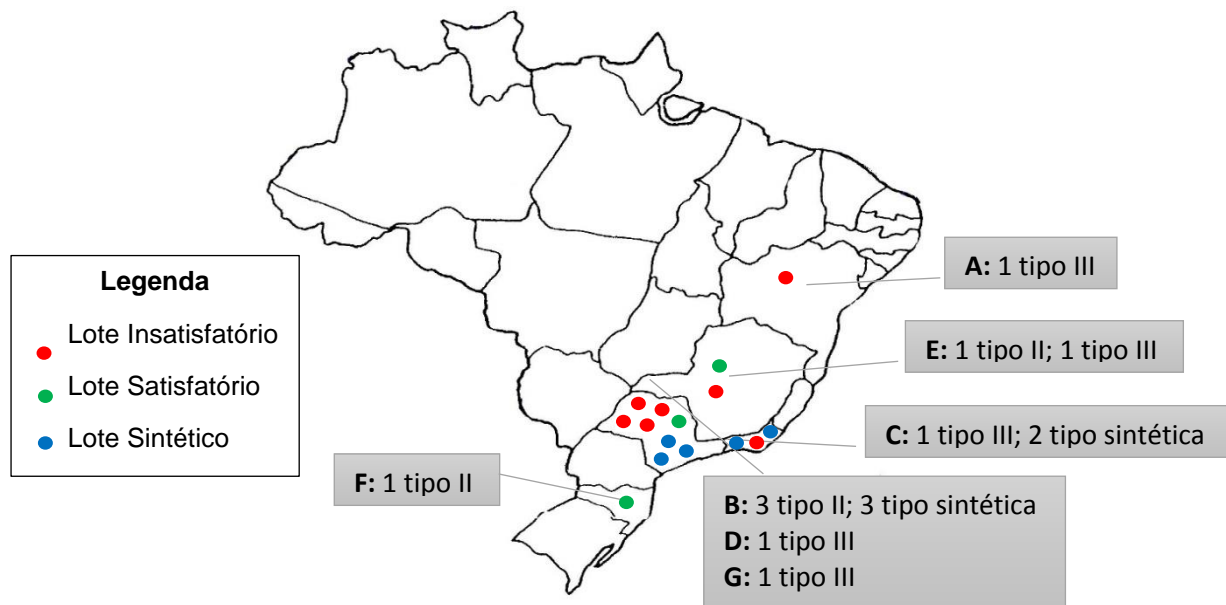 Legenda
Lote Insatisfatório
Lote Satisfatório
Lote Sintético
A: 1 tipo III
E: 1 tipo II; 1 tipo III
C: 1 tipo III; 2 tipo sintética
F: 1 tipo II
B: 3 tipo II; 3 tipo sintética
D: 1 tipo III
G: 1 tipo III